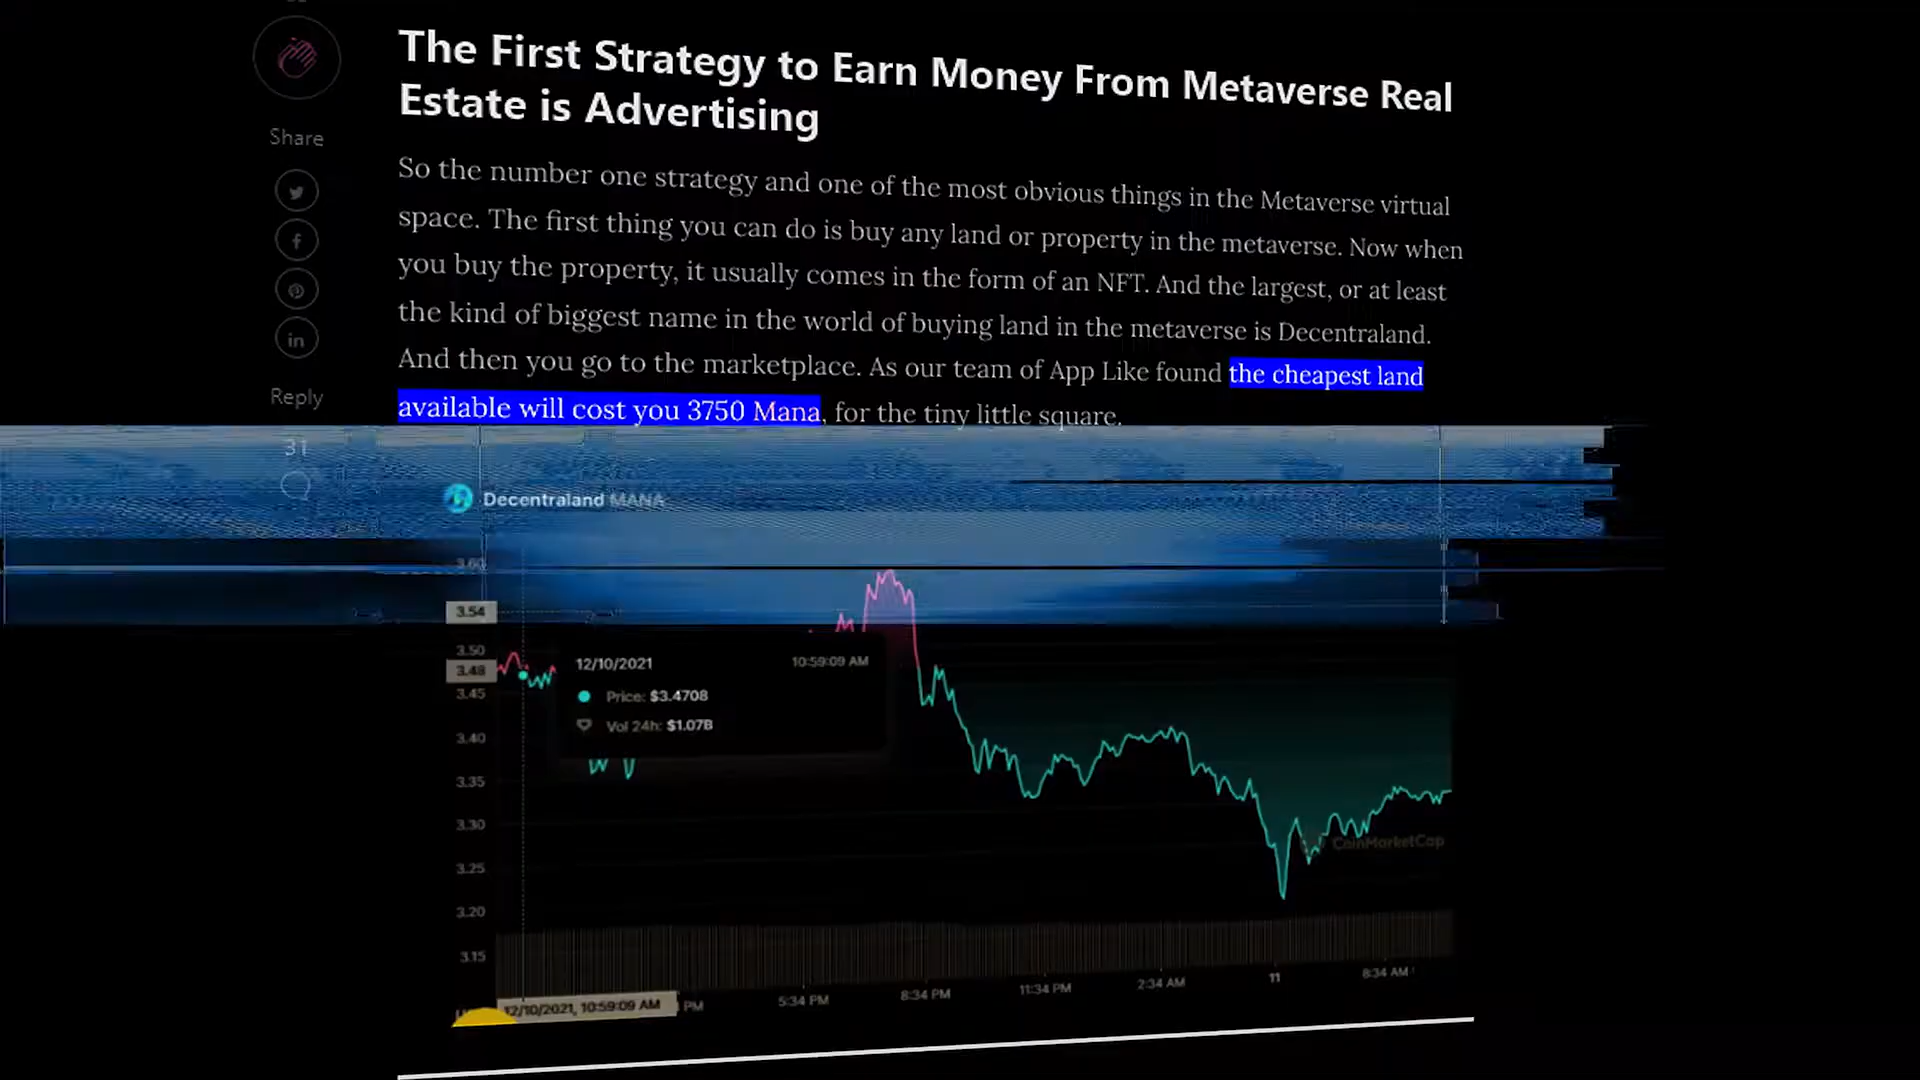 The First Strategy to Earn Money From Metaverse Real
Estate is Advertising
Share
So the number one strategy and one of the most obvious things in the Metaverse virtual
space. The first thing you can do is buy any land or property in the metaverse. Now when
you buy the property, it usually comes in the form of an NFT. And the largest, or at least
the kind of biggest name in the world of buying land in the metaverse is Decentraland.
And then you go to the marketplace. As our team of App Like found the cheapest land
available will cost you 3750 Mana, for the tiny little square.
Reply
31
Decentraland MANA
3.60
3.54
3.50
3.48
3.45
3.40
3.35
3.30
3.25
3.20
3.15
12/10/2021 10:59:09 AM
Price: $3.4708
Vol 24h: $1.07B
CoinMarketCap
12/10/2021, 10:59:09 AM
PM
5:34 PM
8:34 PM
11:34 PM
2:34 AM
11
8:34 AM